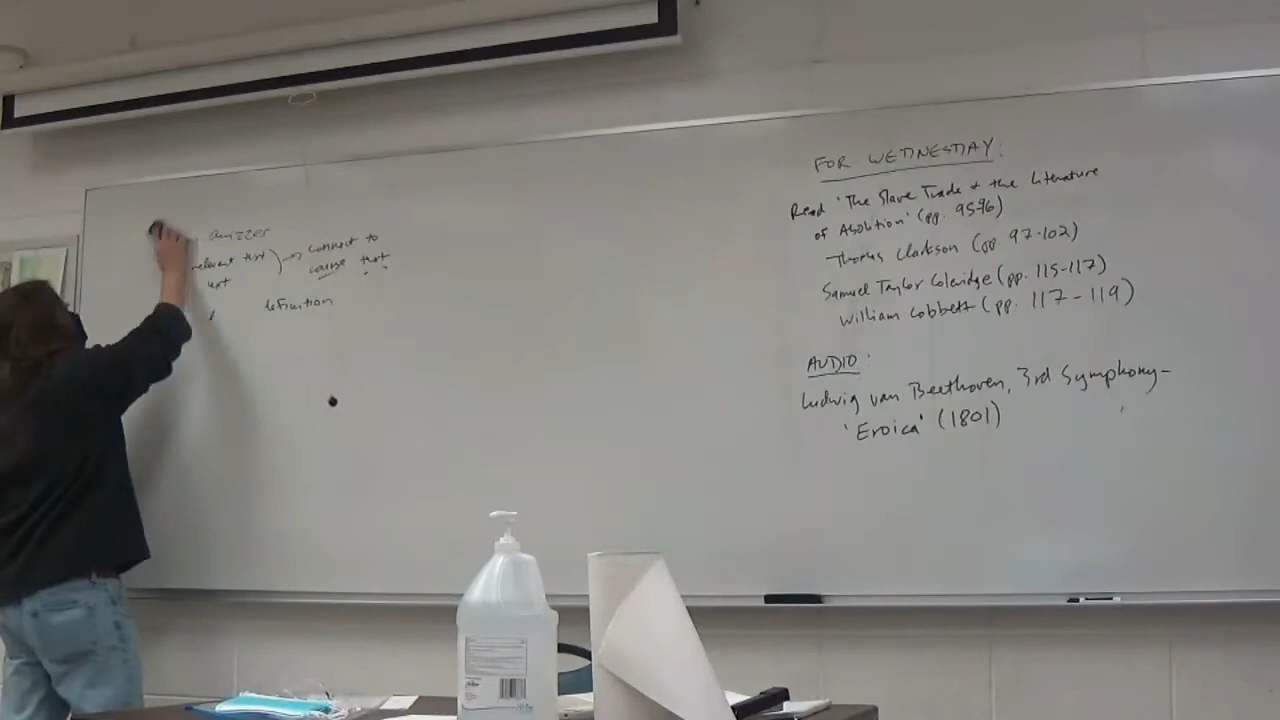 relevant text
connect to
course text
definition
FOR WEDNESDAY:
Read 'The Slave Trade & the Literature
of Abolition' (pp. 95-96)
Thomas Clarkson (pp. 97-102)
Samuel Taylor Coleridge (pp. 115-117)
William Cobbett (pp. 117-119)
AUDIO:
Ludwig van Beethoven, 3rd Symphony-
'Eroica' (1801)